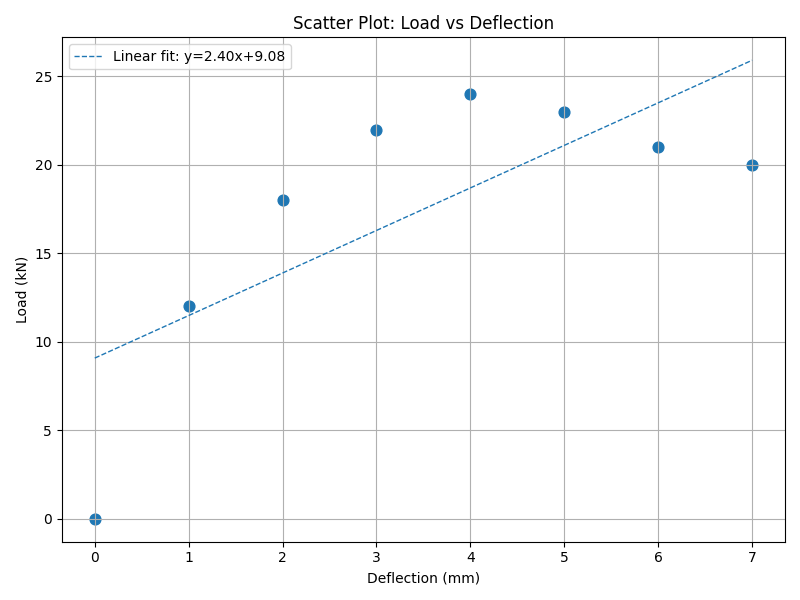 Scatter Plot: Load vs Deflection
Linear fit: y=2.40x+9.08
25
20
15
10
5
0
Load (kN)
0 1 2 3 4 5 6 7
Deflection (mm)